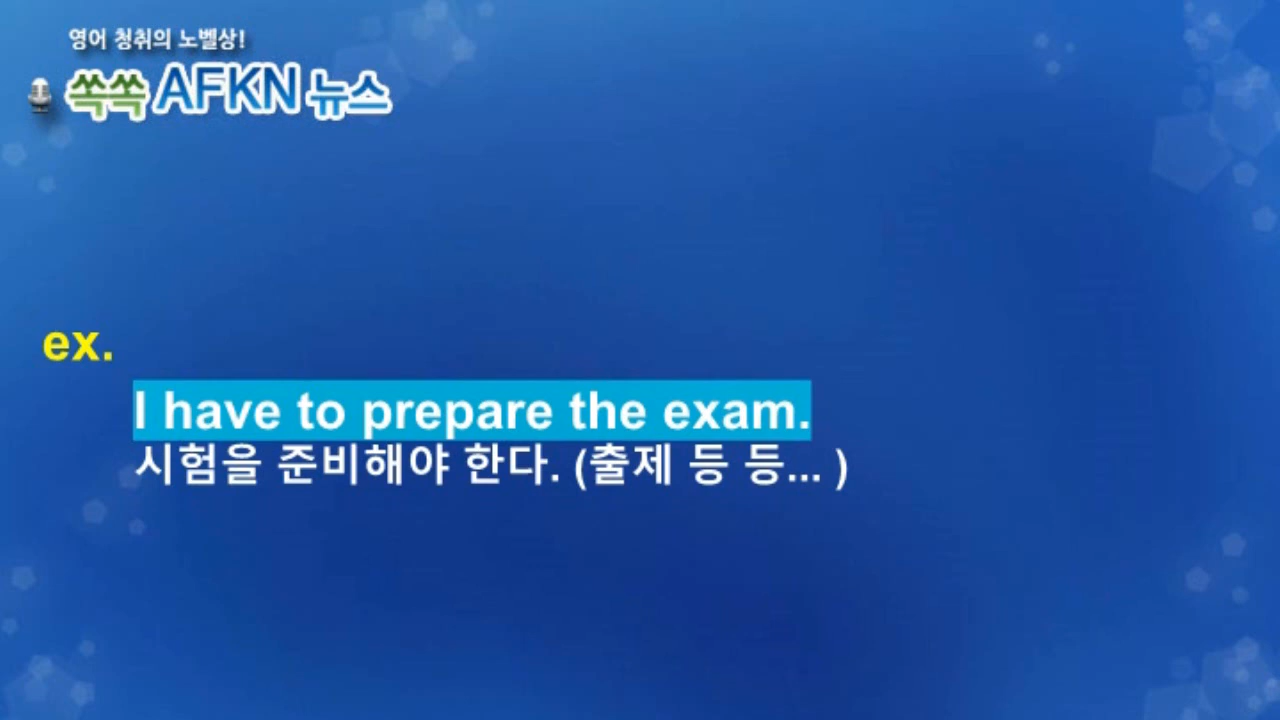 영어 청취의 노벨상!
쏙쏙 AFKN 뉴스
ex.
I have to prepare the exam.
시험을 준비해야 한다. (출제 등 등... )